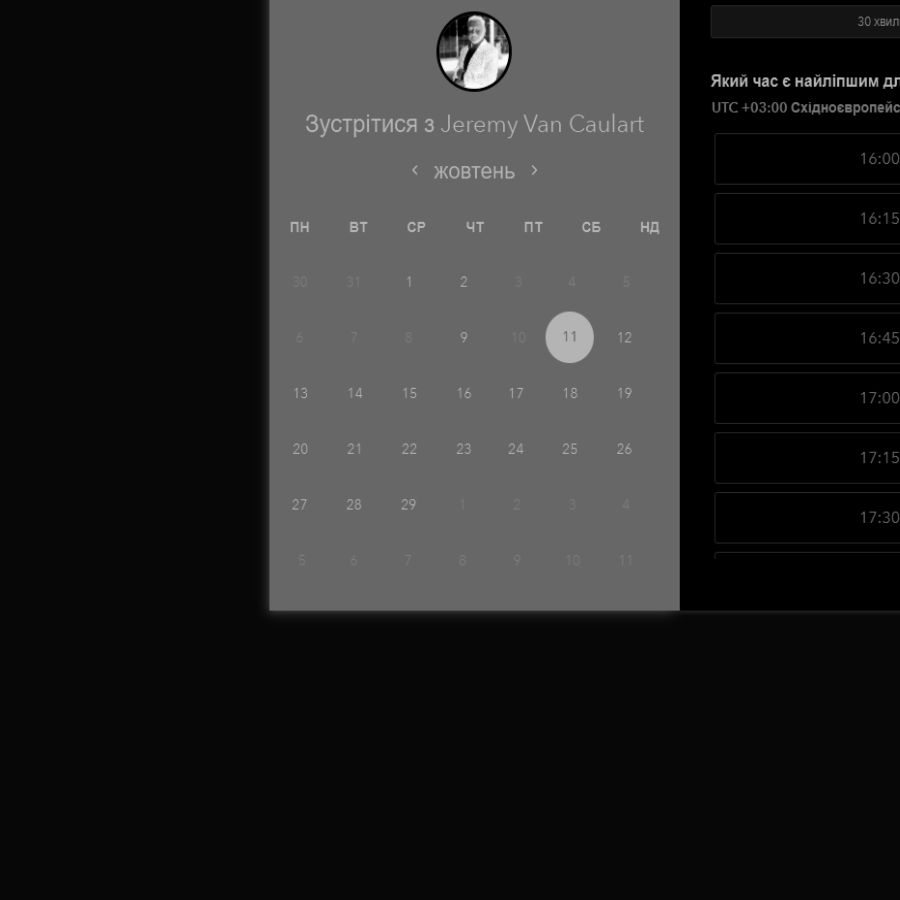 Зустрітися з Jeremy Van Caulart
жовтень
ПН ВТ СР ЧТ ПТ СБ НД
30 31 1 2 3 4 5
6 7 8 9 10 11 12
13 14 15 16 17 18 19
20 21 22 23 24 25 26
27 28 29 1 2 3 4
5 6 7 8 9 10 11
30 хвил
Який час є найліпшим дл
UTC +03:00 Східноєвропейс
16:00
16:15
16:30
16:45
17:00
17:15
17:30